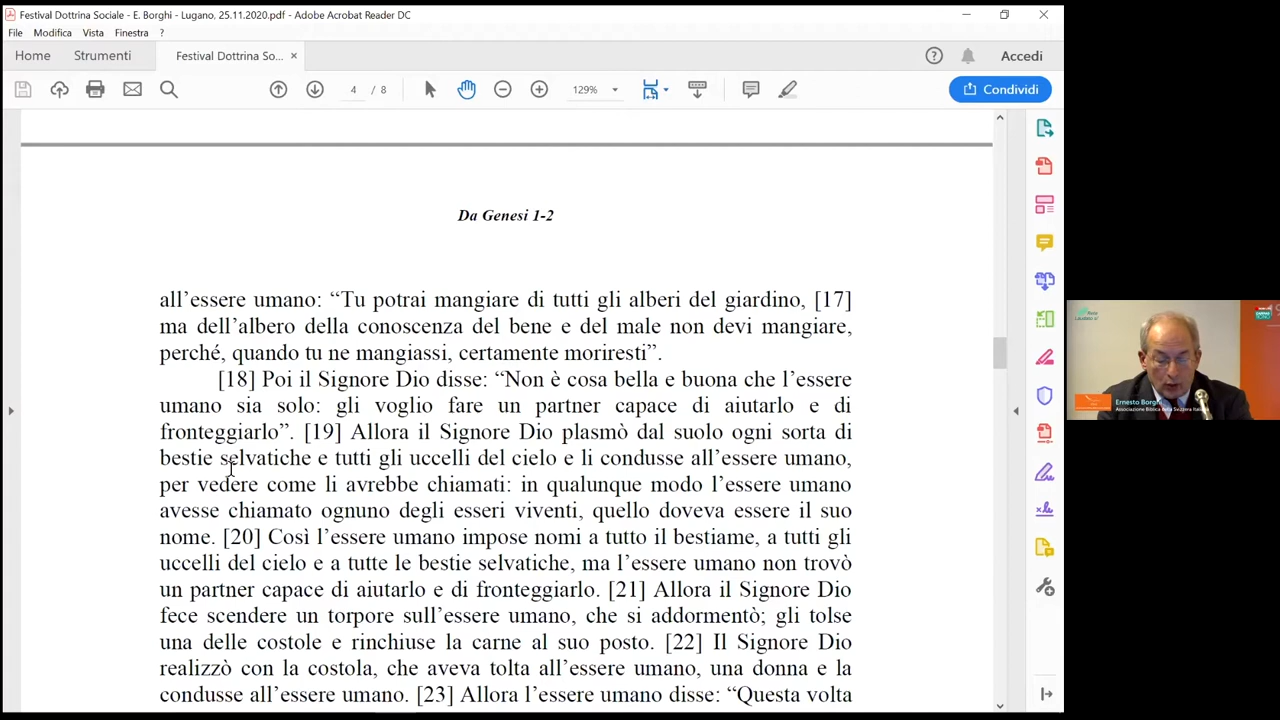 Festival Dottrina Sociale - E. Borghi - Lugano, 25.11.2020.pdf - Adobe Acrobat Reader DC
File Modifica Vista Finestra ?
Home Strumenti Festival Dottrina So... × Accedi
4 / 8 129% Condividi
Da Genesi 1-2
all’essere umano: “Tu potrai mangiare di tutti gli alberi del giardino, [17]
ma dell’albero della conoscenza del bene e del male non devi mangiare,
perché, quando tu ne mangiassi, certamente moriresti”.
[18] Poi il Signore Dio disse: “Non è cosa bella e buona che l’essere
umano sia solo: gli voglio fare un partner capace di aiutarlo e di
fronteggiarlo”. [19] Allora il Signore Dio plasmò dal suolo ogni sorta di
bestie selvatiche e tutti gli uccelli del cielo e li condusse all’essere umano,
per vedere come li avrebbe chiamati: in qualunque modo l’essere umano
avesse chiamato ognuno degli esseri viventi, quello doveva essere il suo
nome. [20] Così l’essere umano impose nomi a tutto il bestiame, a tutti gli
uccelli del cielo e a tutte le bestie selvatiche, ma l’essere umano non trovò
un partner capace di aiutarlo e di fronteggiarlo. [21] Allora il Signore Dio
fece scendere un torpore sull’essere umano, che si addormentò; gli tolse
una delle costole e rinchiuse la carne al suo posto. [22] Il Signore Dio
realizzò con la costola, che aveva tolta all’essere umano, una donna e la
condusse all’essere umano. [23] Allora l’essere umano disse: “Questa volta
Ernesto Borghi
Associazione Biblica della Svizzera Italiana